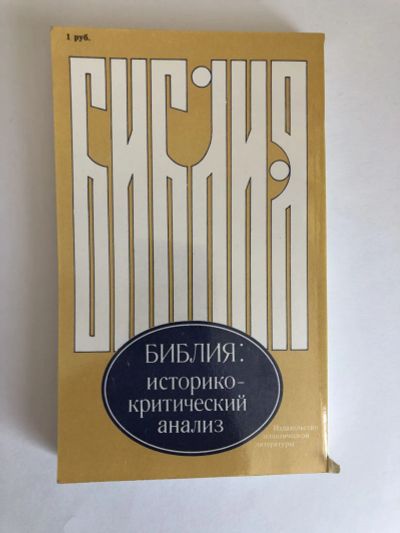 1 руб.
БИБЛИЯ
БИБЛИЯ:
историко-
критический
анализ
Издательство
политической
литературы